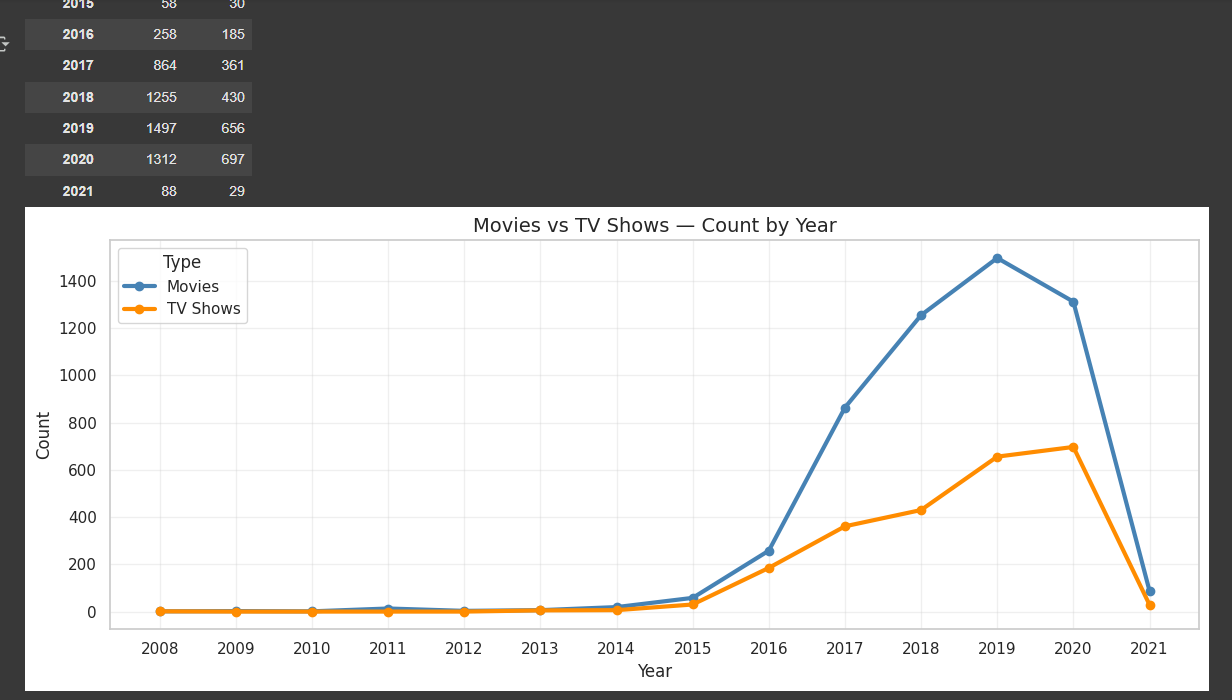 2015 58 30
2016 258 185
2017 864 361
2018 1255 430
2019 1497 656
2020 1312 697
2021 88 29
Movies vs TV Shows — Count by Year
Type
Movies
TV Shows
1400
1200
1000
800
600
400
200
0
Count
2008 2009 2010 2011 2012 2013 2014 2015 2016 2017 2018 2019 2020 2021
Year